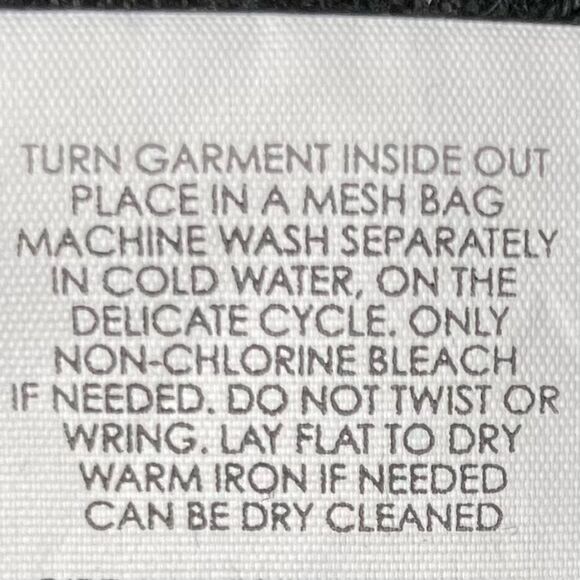 TURN GARMENT INSIDE OUT
PLACE IN A MESH BAG
MACHINE WASH SEPARATELY
IN COLD WATER, ON THE
DELICATE CYCLE. ONLY
NON-CHLORINE BLEACH
IF NEEDED. DO NOT TWIST OR
WRING. LAY FLAT TO DRY
WARM IRON IF NEEDED
CAN BE DRY CLEANED